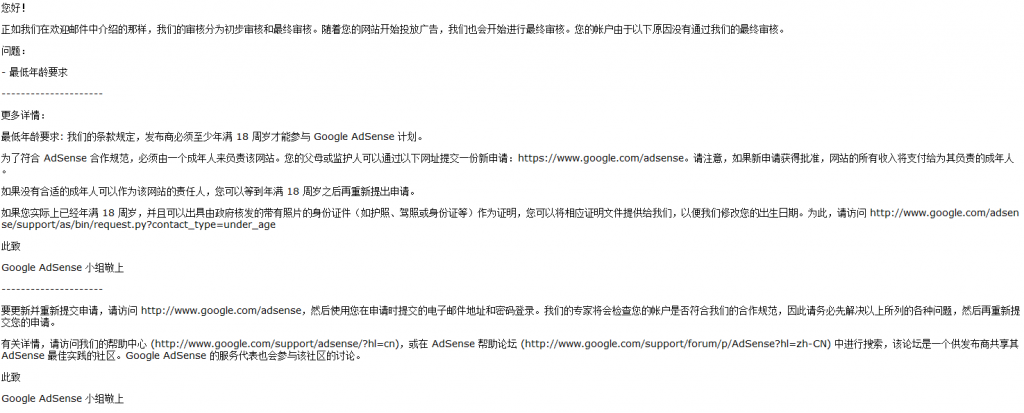 您好！
正如我们在欢迎邮件中介绍的那样，我们的审核分为初步审核和最终审核。随着您的网站开始投放广告，我们也会开始进行最终审核。您的帐户由于以下原因没有通过我们的最终审核。
问题：
- 最低年龄要求
---------------------
更多详情：
最低年龄要求: 我们的条款规定，发布商必须至少年满 18 周岁才能参与 Google AdSense 计划。
为了符合 AdSense 合作规范，必须由一个成年人来负责该网站。您的父母或监护人可以通过以下网址提交一份新申请：https://www.google.com/adsense。请注意，如果新申请获得批准，网站的所有收入将支付给为其负责的成年人
。
如果没有合适的成年人可以作为该网站的责任人，您可以等到年满 18 周岁之后再重新提出申请。
如果您实际上已经年满 18 周岁，并且可以出具由政府核发的带有照片的身份证件（如护照、驾照或身份证等）作为证明，您可以将相应证明文件提供给我们，以便我们修改您的出生日期。为此，请访问 http://www.google.com/adsen
se/support/as/bin/request.py?contact_type=under_age
此致
Google AdSense 小组敬上
---------------------
要更新并重新提交申请，请访问 http://www.google.com/adsense，然后使用您在申请时提交的电子邮件地址和密码登录。我们的专家将会检查您的帐户是否符合我们的合作规范，因此请务必先解决以上所列的各种问题，然后再重新提
交您的申请。
有关详情，请访问我们的帮助中心 (http://www.google.com/support/adsense/?hl=cn)，或在 AdSense 帮助论坛 (http://www.google.com/support/forum/p/AdSense?hl=zh-CN) 中进行搜索，该论坛是一个供发布商共享其
AdSense 最佳实践的社区。Google AdSense 的服务代表也会参与该社区的讨论。
此致
Google AdSense 小组敬上